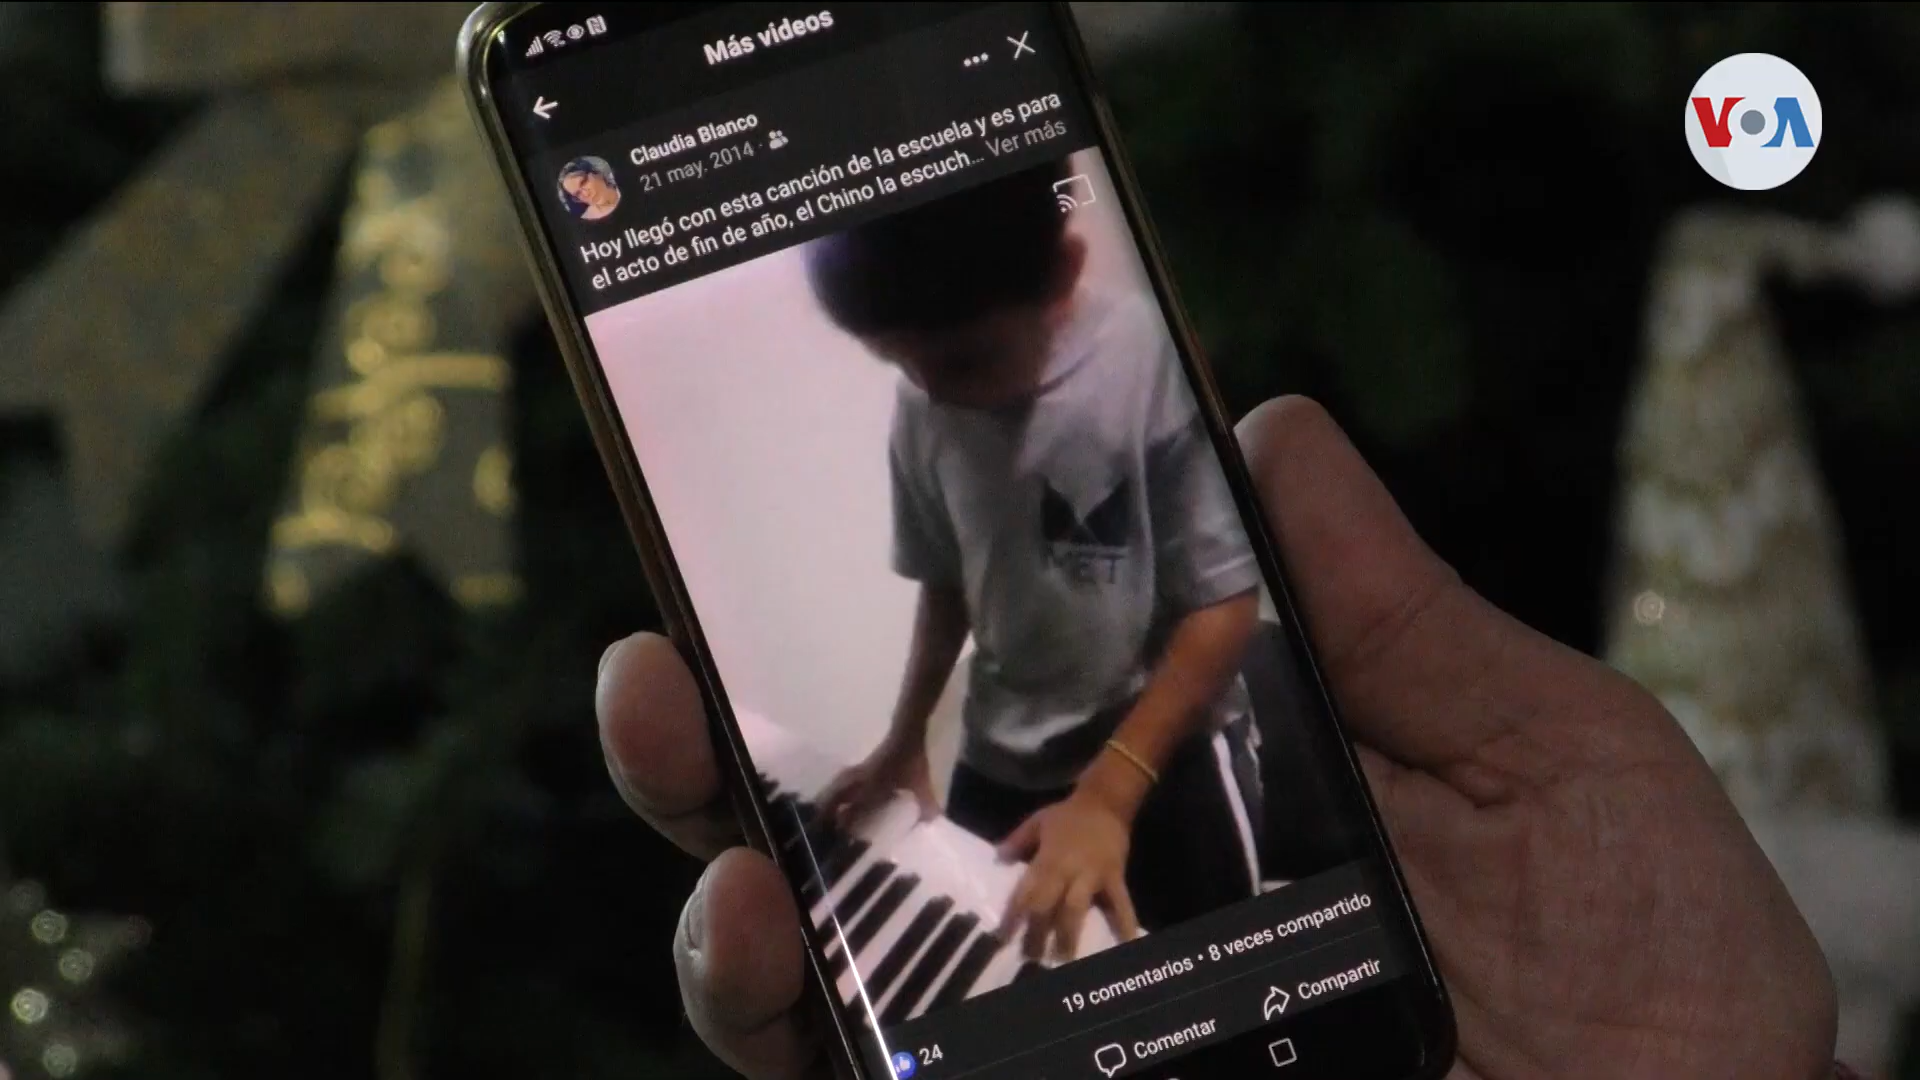 Más videos
VOA
Claudia Blanco
21 may. 2014 ·
Hoy llegó con esta canción de la escuela y es para
el acto de fin de año, el Chino la escuch... Ver más
19 comentarios • 8 veces compartido
24
Comentar
Compartir